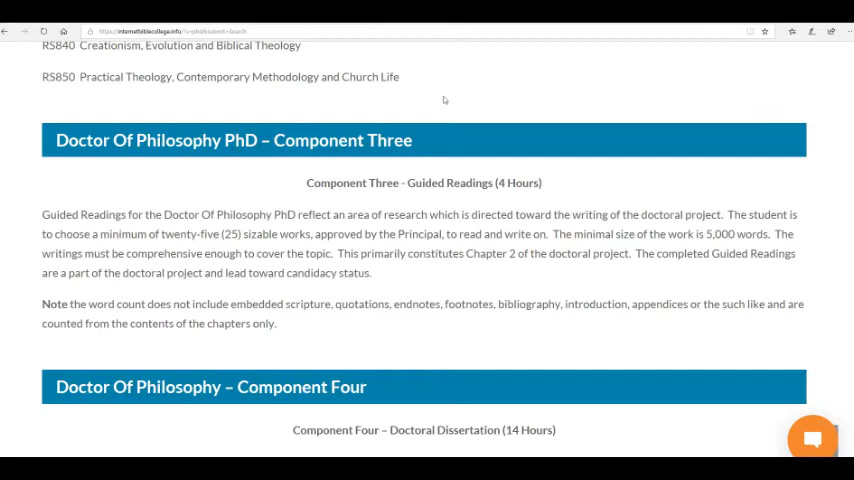 https://internetbiblecollege.info/?s=phd&submit=Search
RS840 Creationism, Evolution and Biblical Theology
RS850 Practical Theology, Contemporary Methodology and Church Life
Doctor Of Philosophy PhD – Component Three
Component Three - Guided Readings (4 Hours)
Guided Readings for the Doctor Of Philosophy PhD reflect an area of research which is directed toward the writing of the doctoral project. The student is
to choose a minimum of twenty-five (25) sizable works, approved by the Principal, to read and write on. The minimal size of the work is 5,000 words. The
writings must be comprehensive enough to cover the topic. This primarily constitutes Chapter 2 of the doctoral project. The completed Guided Readings
are a part of the doctoral project and lead toward candidacy status.
Note the word count does not include embedded scripture, quotations, endnotes, footnotes, bibliography, introduction, appendices or the such like and are
counted from the contents of the chapters only.
Doctor Of Philosophy – Component Four
Component Four – Doctoral Dissertation (14 Hours)